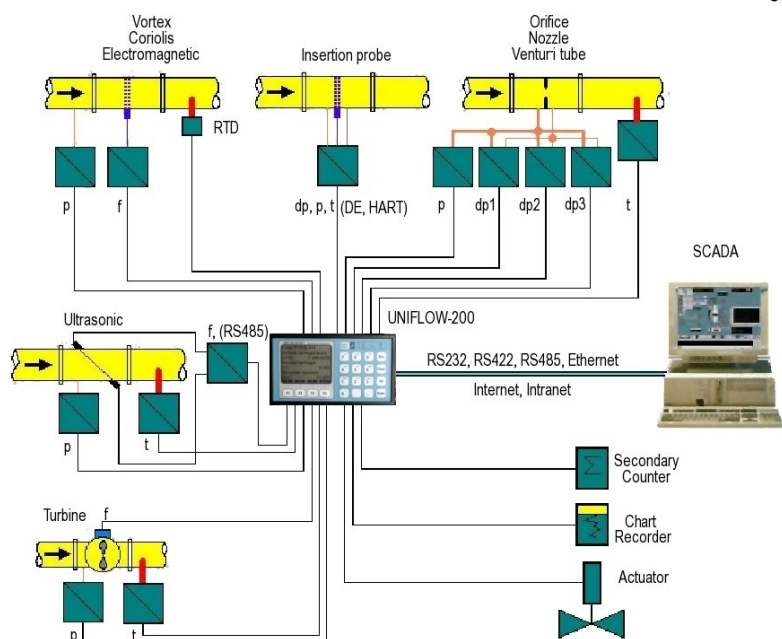 Vortex
Coriolis
Electromagnetic
Insertion probe
Orifice
Nozzle
Venturi tube
RTD
p
f
dp, p, t (DE, HART)
p
dp1
dp2
dp3
t
SCADA
UNIFLOW-200
Ultrasonic
f, (RS485)
RS232, RS422, RS485, Ethernet
Internet, Intranet
p
t
Secondary
Counter
Turbine
f
Chart
Recorder
Actuator
p
t